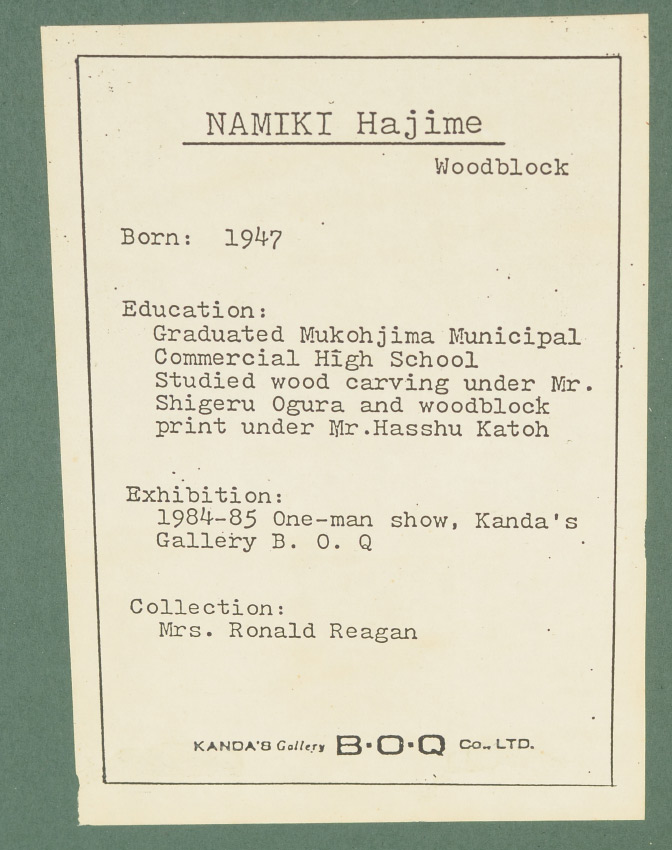 NAMIKI Hajime
Woodblock
Born: 1947
Education:
Graduated Mukohjima Municipal
Commercial High School
Studied wood carving under Mr.
Shigeru Ogura and woodblock
print under Mr.Hasshu Katoh
Exhibition:
1984-85 One-man show, Kanda's
Gallery B. O. Q
Collection:
Mrs. Ronald Reagan
KANDA'S Gallery B·O·Q Co., LTD.